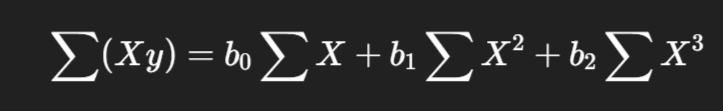 ∑(Xy) = b₀ ∑ X + b₁ ∑ X² + b₂ ∑ X³